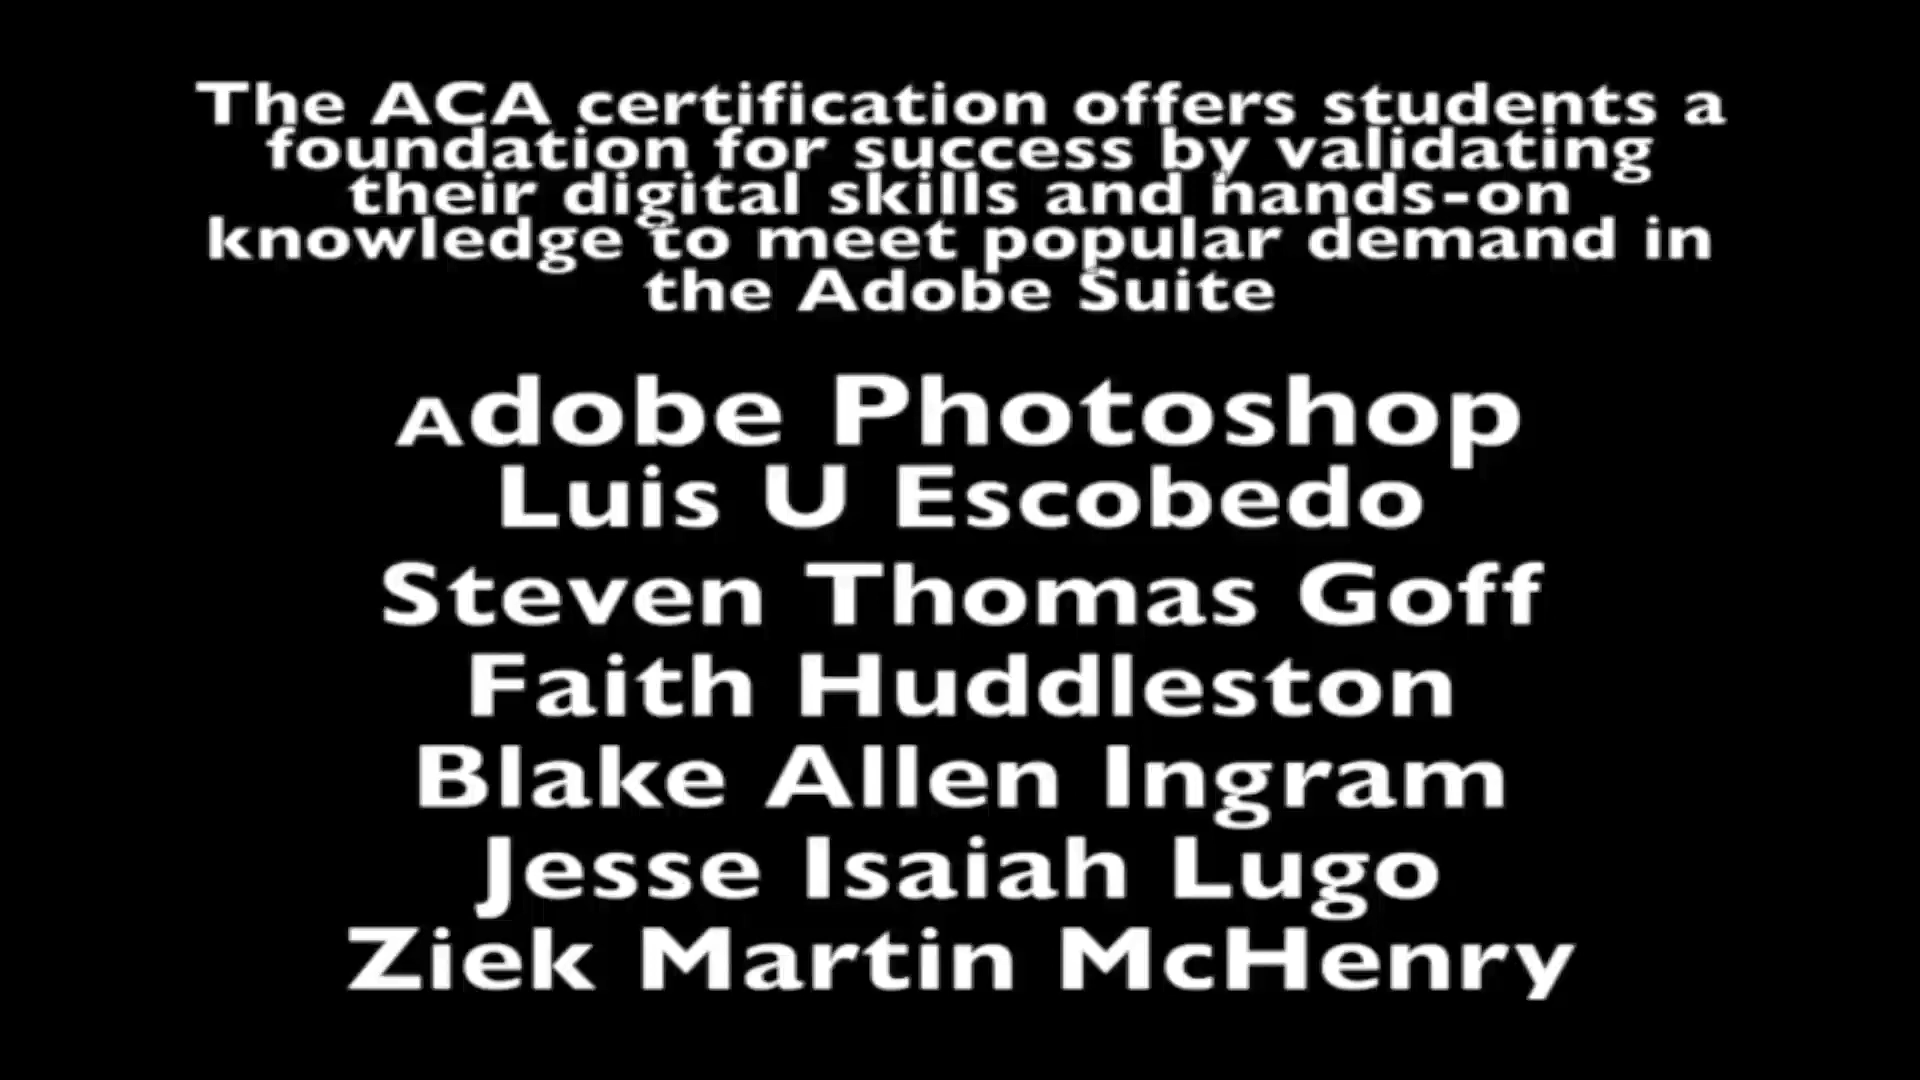 The ACA certification offers students a
foundation for success by validating
their digital skills and hands-on
knowledge to meet popular demand in
the Adobe Suite
Adobe Photoshop
Luis U Escobedo
Steven Thomas Goff
Faith Huddleston
Blake Allen Ingram
Jesse Isaiah Lugo
Ziek Martin McHenry